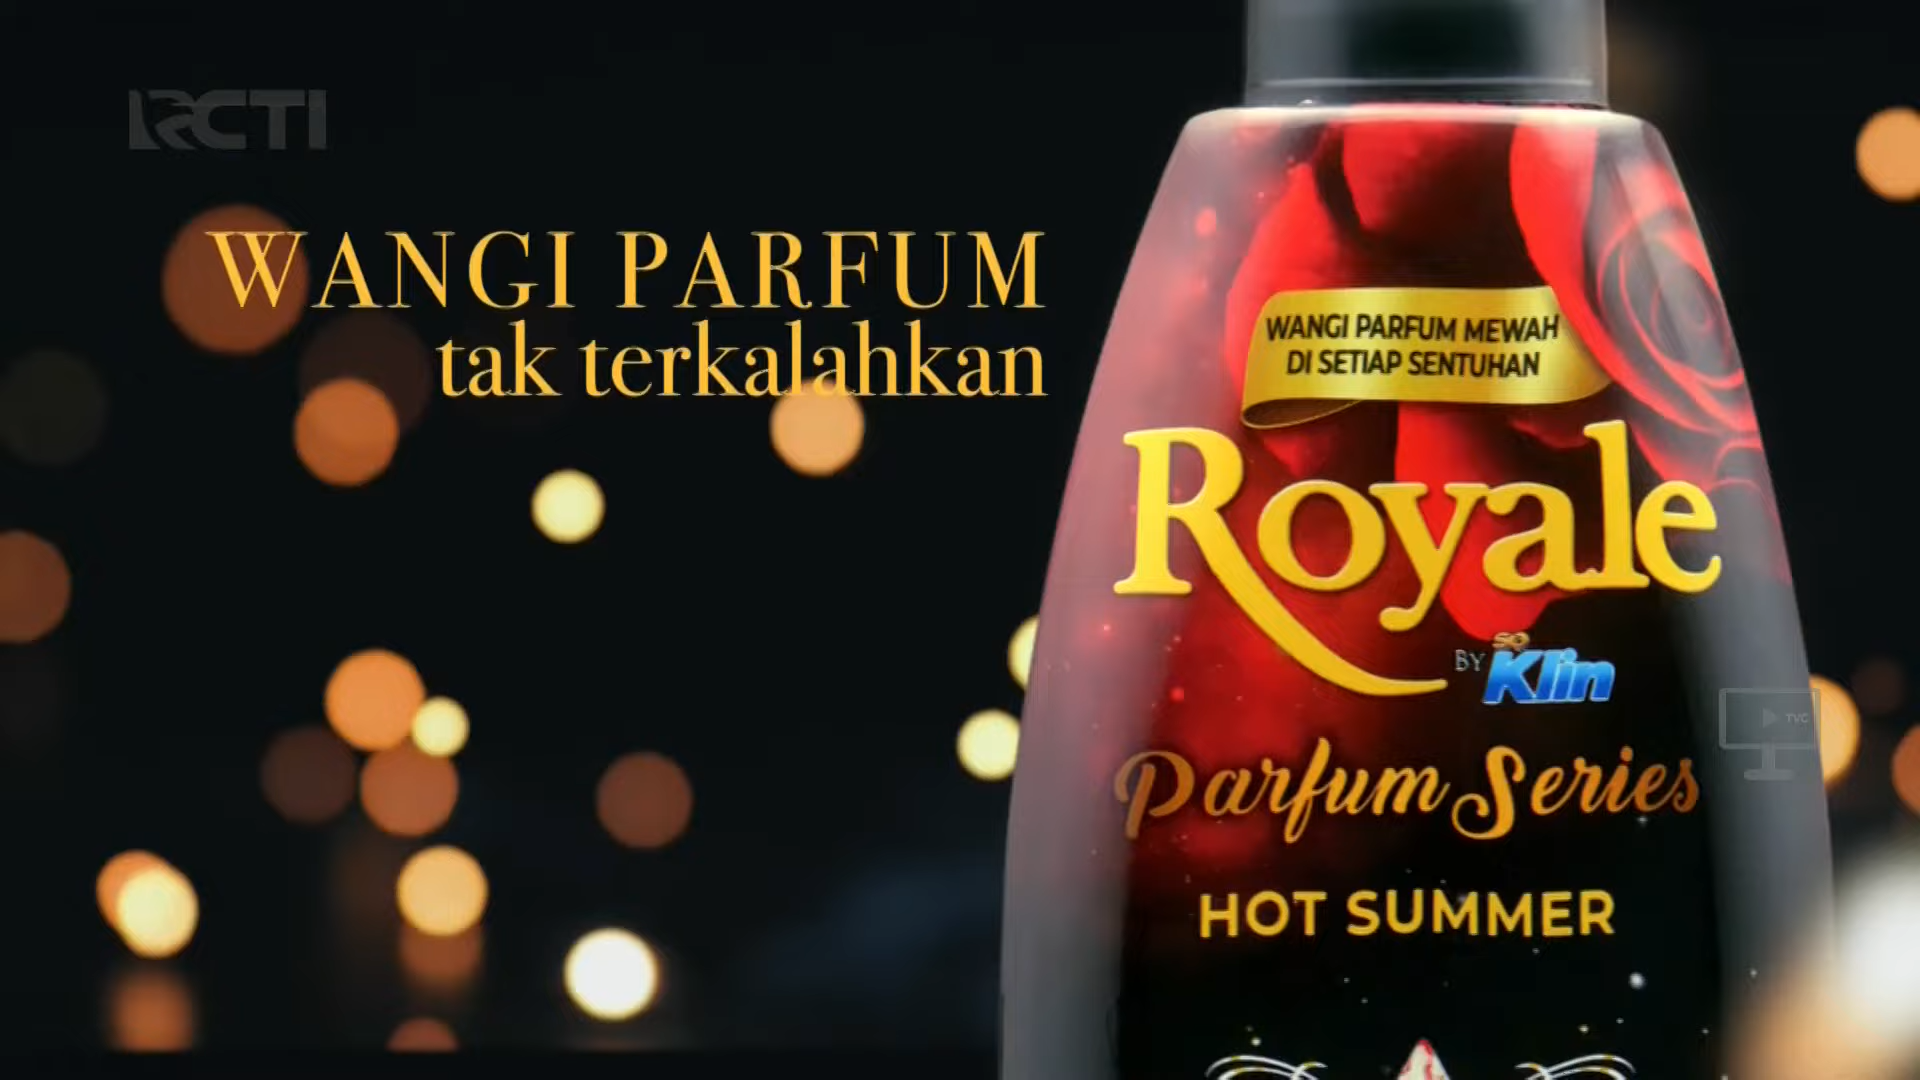 RCTI
WANGI PARFUM
tak terkalahkan
WANGI PARFUM MEWAH
DI SETIAP SENTUHAN
Royale
BY SO Klin
Parfum Series
HOT SUMMER
TVC